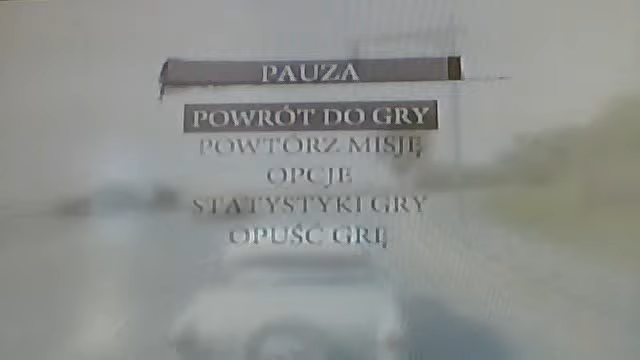 PAUZA
POWRÓT DO GRY
POWTÓRZ MISJĘ
OPCJE
STATYSTYKI GRY
OPUŚĆ GRĘ